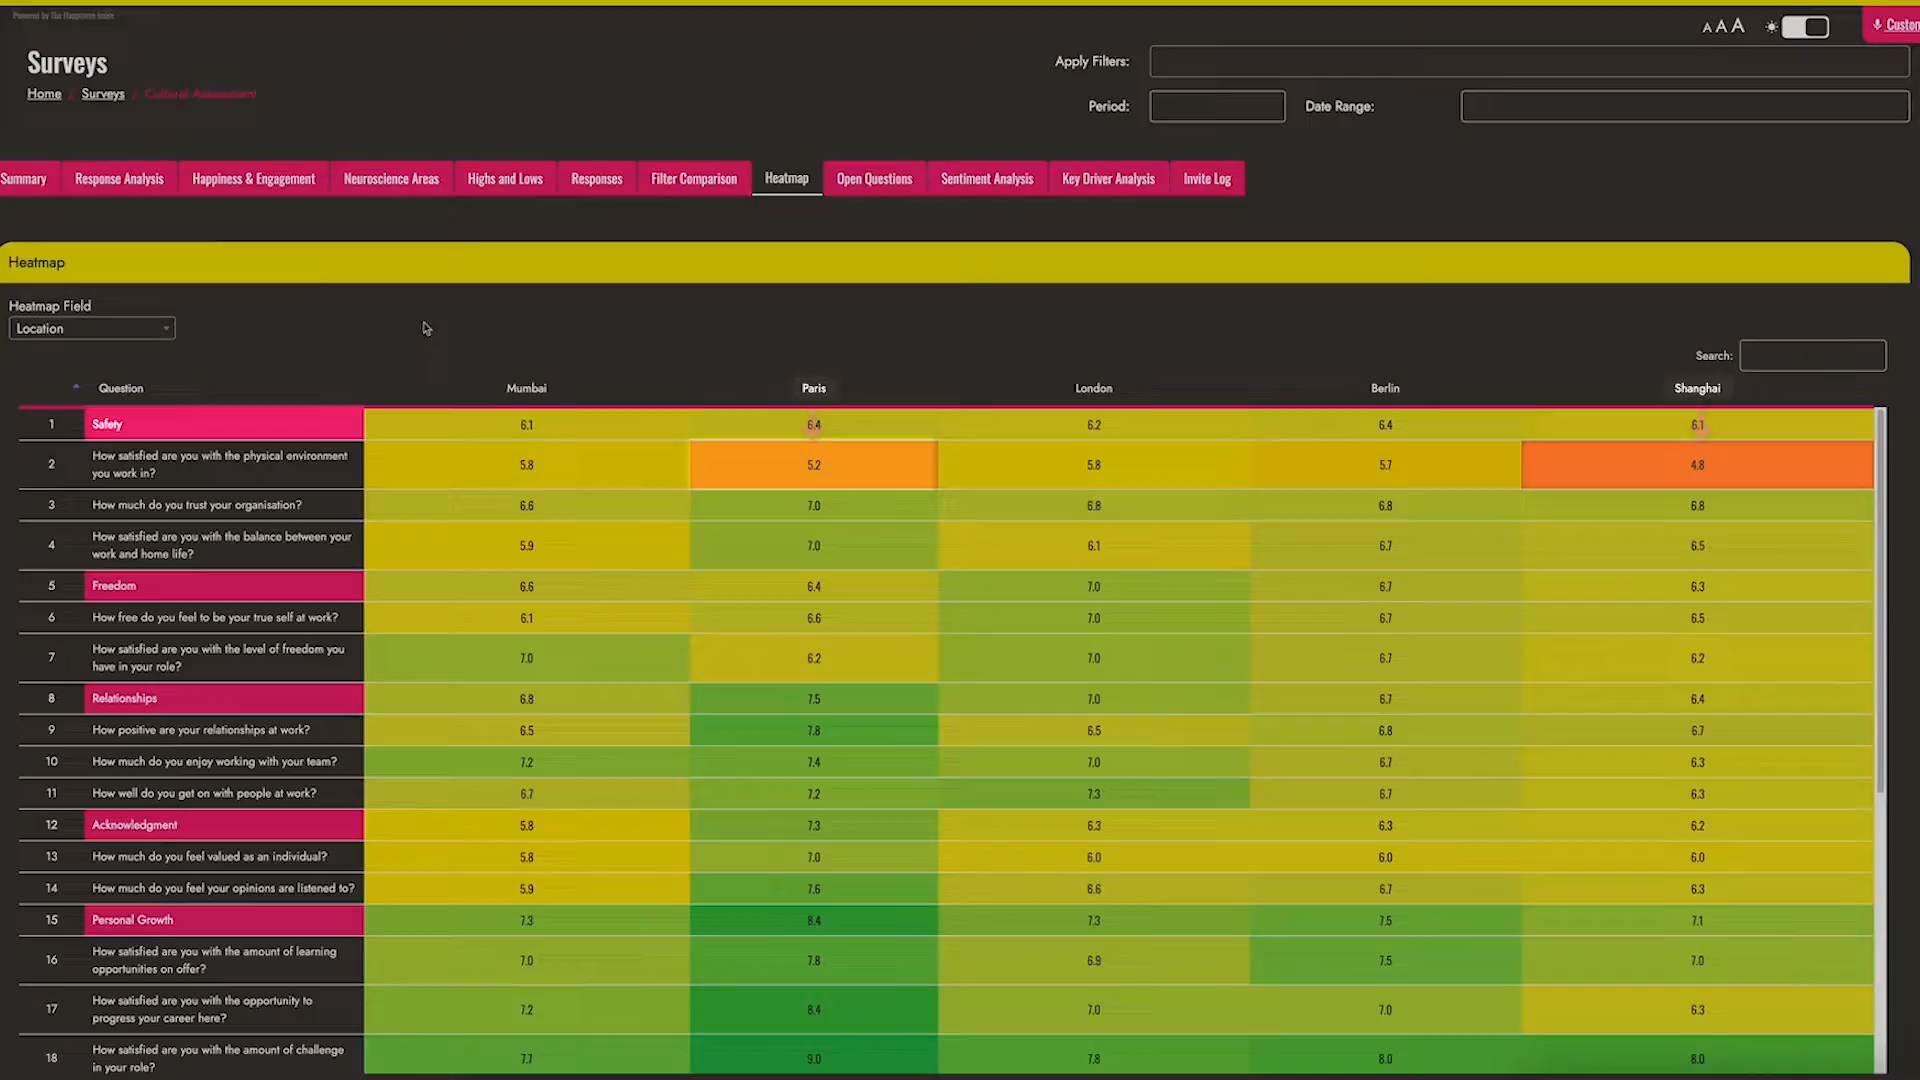 Powered by The Happiness Index
A A A
Custom
Surveys
Home / Surveys / Cultural Assessment
Apply Filters:
Period:
Date Range:
Summary
Response Analysis
Happiness & Engagement
Neuroscience Areas
Highs and Lows
Responses
Filter Comparison
Heatmap
Open Questions
Sentiment Analysis
Key Driver Analysis
Invite Log
Heatmap
Heatmap Field
Location
Search:
Question Mumbai Paris London Berlin Shanghai
1 Safety 6.1 6.4 6.2 6.4 6.1
2 How satisfied are you with the physical environment
you work in? 5.8 5.2 5.8 5.7 4.8
3 How much do you trust your organisation? 6.6 7.0 6.8 6.8 6.8
4 How satisfied are you with the balance between your
work and home life? 5.9 7.0 6.1 6.7 6.5
5 Freedom 6.6 6.4 7.0 6.7 6.3
6 How free do you feel to be your true self at work? 6.1 6.6 7.0 6.7 6.5
7 How satisfied are you with the level of freedom you
have in your role? 7.0 6.2 7.0 6.7 6.2
8 Relationships 6.8 7.5 7.0 6.7 6.4
9 How positive are your relationships at work? 6.5 7.8 6.5 6.8 6.7
10 How much do you enjoy working with your team? 7.2 7.4 7.0 6.7 6.3
11 How well do you get on with people at work? 6.7 7.2 7.3 6.7 6.3
12 Acknowledgment 5.8 7.3 6.3 6.3 6.2
13 How much do you feel valued as an individual? 5.8 7.0 6.0 6.0 6.0
14 How much do you feel your opinions are listened to? 5.9 7.6 6.6 6.7 6.3
15 Personal Growth 7.3 8.4 7.3 7.5 7.1
16 How satisfied are you with the amount of learning
opportunities on offer? 7.0 7.8 6.9 7.5 7.0
17 How satisfied are you with the opportunity to
progress your career here? 7.2 8.4 7.0 7.0 6.3
18 How satisfied are you with the amount of challenge
in your role? 7.7 9.0 7.8 8.0 8.0